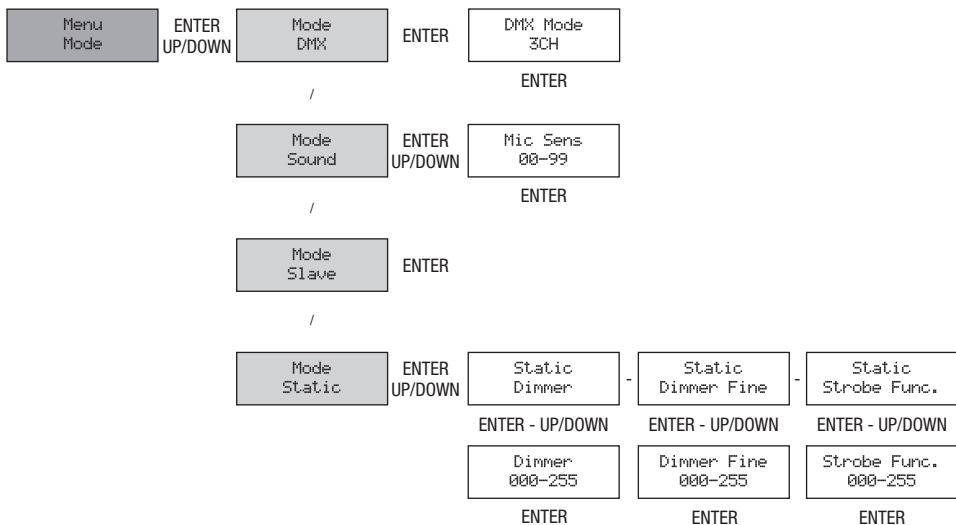 Menu
Mode
ENTER
UP/DOWN
Mode
DMX
ENTER
DMX Mode
3CH
ENTER
/
Mode
Sound
ENTER
UP/DOWN
Mic Sens
00-99
ENTER
/
Mode
Slave
ENTER
/
Mode
Static
ENTER
UP/DOWN
Static
Dimmer
-
Static
Dimmer Fine
-
Static
Strobe Func.
ENTER - UP/DOWN
ENTER - UP/DOWN
ENTER - UP/DOWN
Dimmer
000-255
Dimmer Fine
000-255
Strobe Func.
000-255
ENTER
ENTER
ENTER